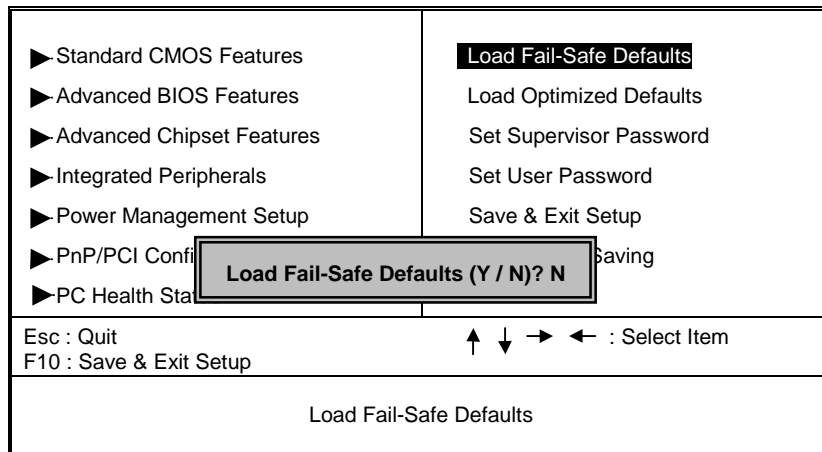 Standard CMOS Features
Advanced BIOS Features
Advanced Chipset Features
Integrated Peripherals
Power Management Setup
PnP/PCI
PC Health
Load Fail-Safe Defaults
Load Optimized Defaults
Set Supervisor Password
Set User Password
Save & Exit Setup
Saving
Load Fail-Safe Defaults (Y / N)? N
Esc : Quit
F10 : Save & Exit Setup
: Select Item
Load Fail-Safe Defaults